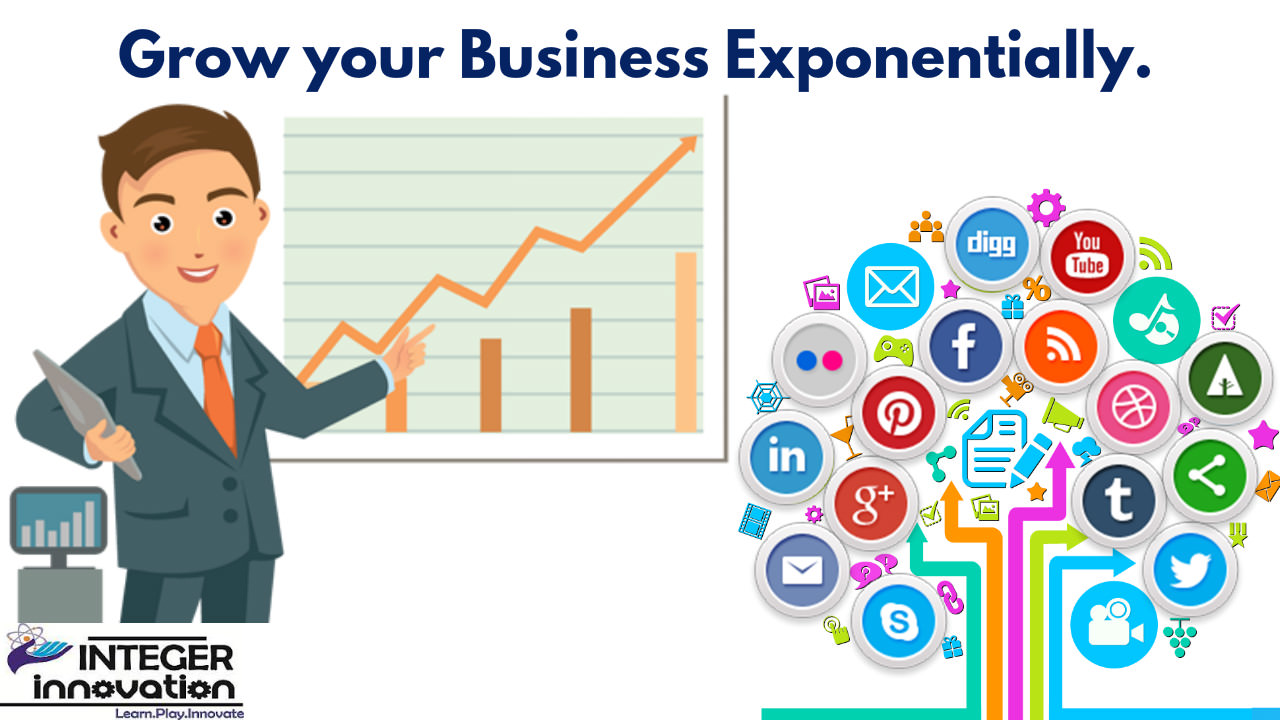 Grow your Business Exponentially.
digg
You
Tube
f
in
g+
t
S
%
INTEGER
innovation
Learn.Play.Innovate